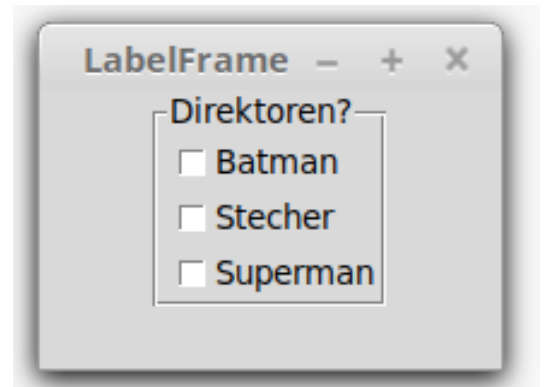 LabelFrame
Direktoren?
Batman
Stecher
Superman